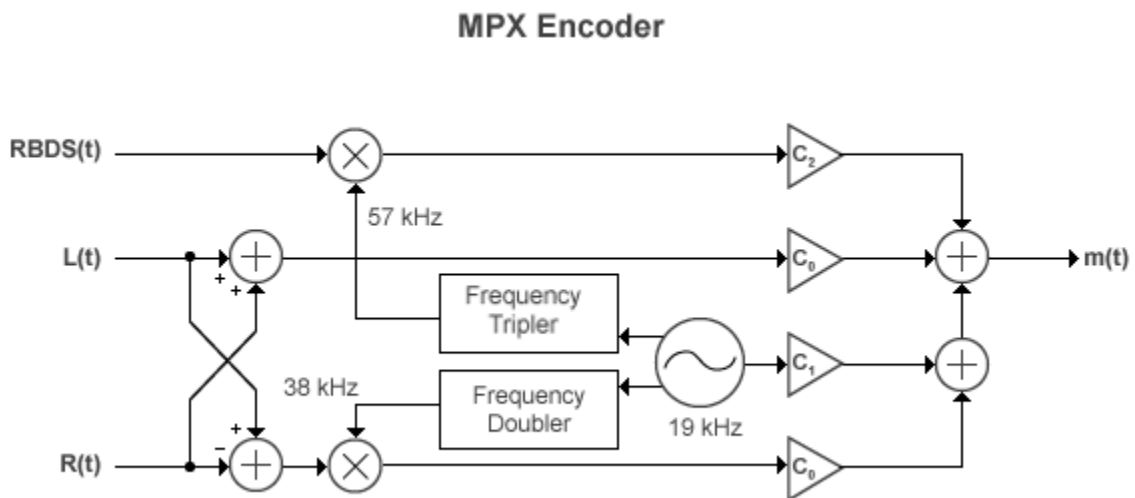 MPX Encoder
RBDS(t)
C2
57 kHz
L(t)
+
+
C0
m(t)
Frequency
Tripler
C1
38 kHz
Frequency
Doubler
19 kHz
+
−
R(t)
C0